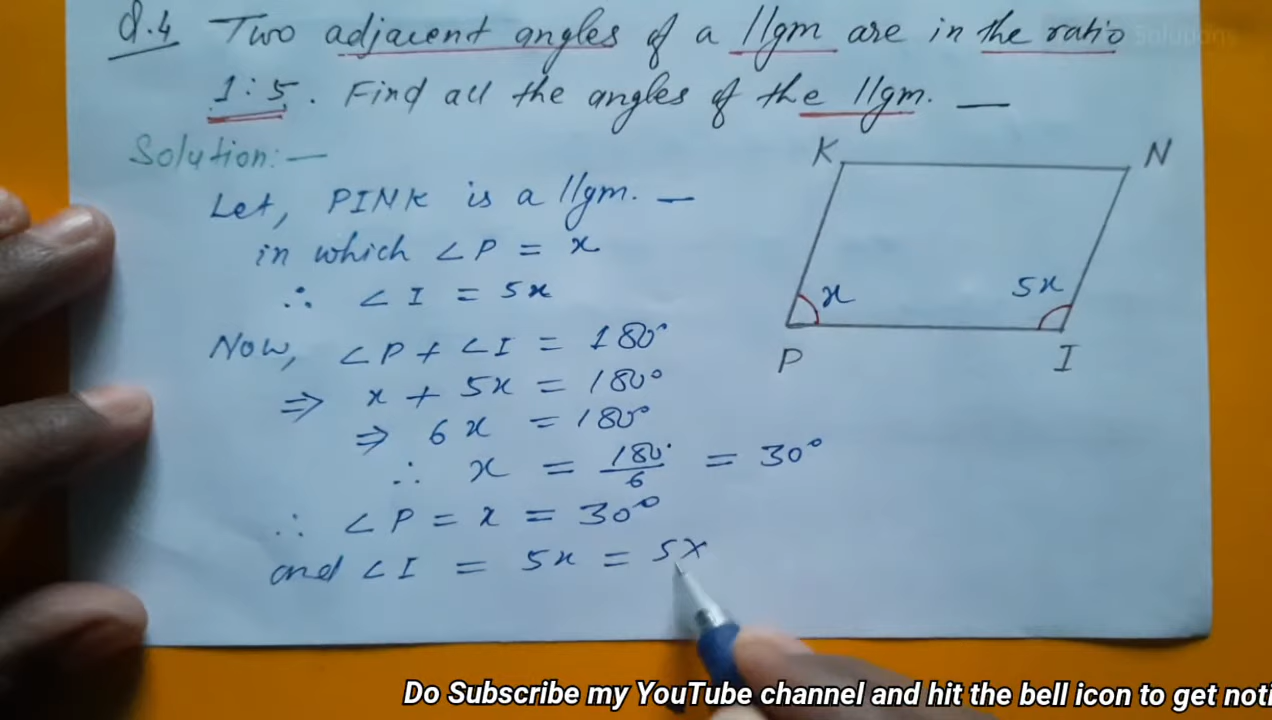 Q.4 Two adjacent angles of a //gm are in the ratio
1:5. Find all the angles of the //gm. —
Solution:—
Let, PINK is a //gm. —
in which ∠P = x
∴ ∠I = 5x
Now, ∠P + ∠I = 180°
⇒ x + 5x = 180°
⇒ 6x = 180°
∴ x = 180°/6 = 30°
∴ ∠P = x = 30°
and ∠I = 5x = 5×
K N
x 5x
P I
Do Subscribe my YouTube channel and hit the bell icon to get noti